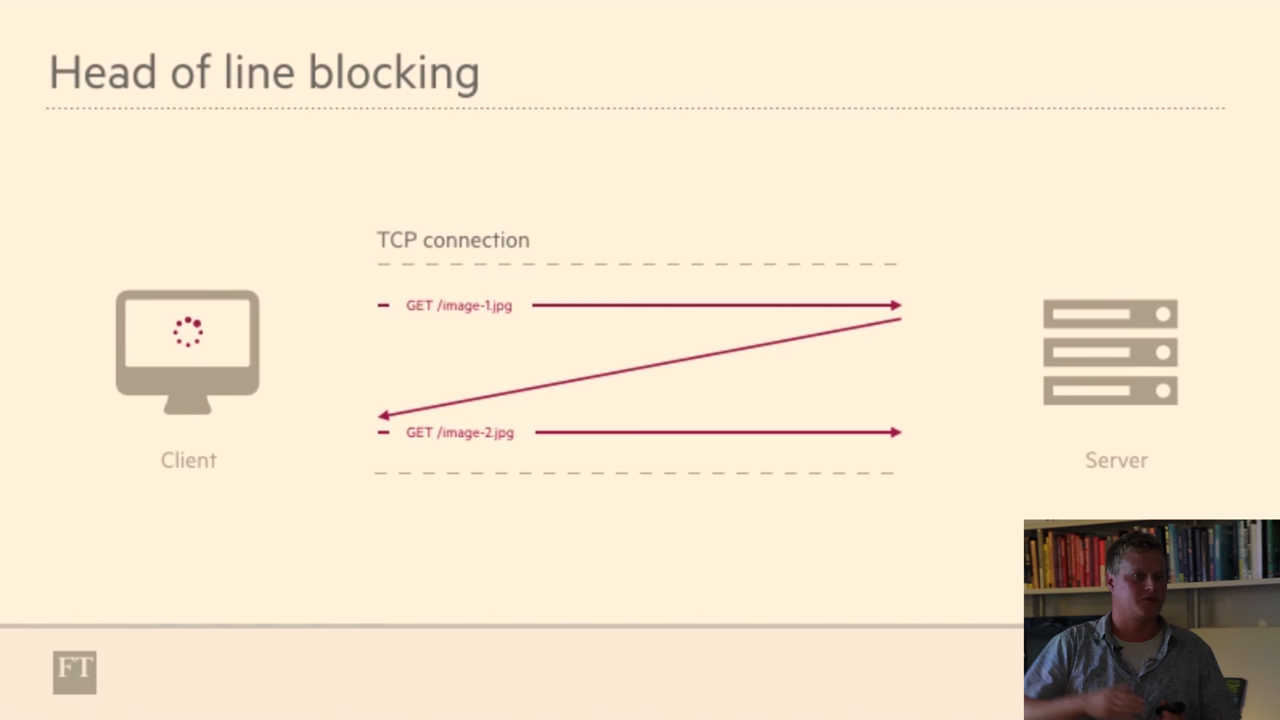 Head of line blocking
TCP connection
GET /image-1.jpg
GET /image-2.jpg
Client
Server
FT